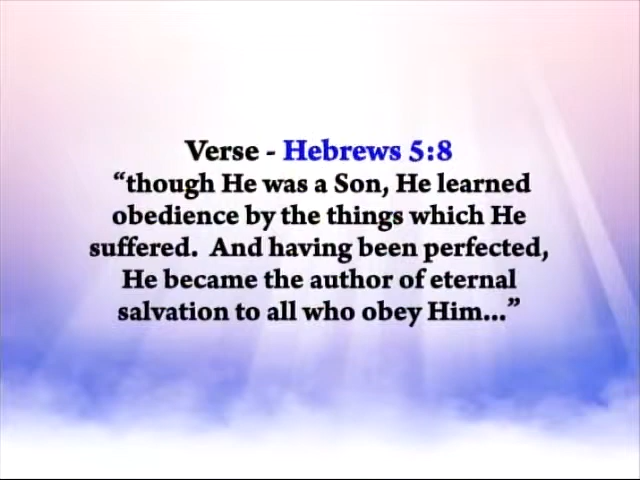 Verse - Hebrews 5:8
“though He was a Son, He learned
obedience by the things which He
suffered.  And having been perfected,
He became the author of eternal
salvation to all who obey Him...”